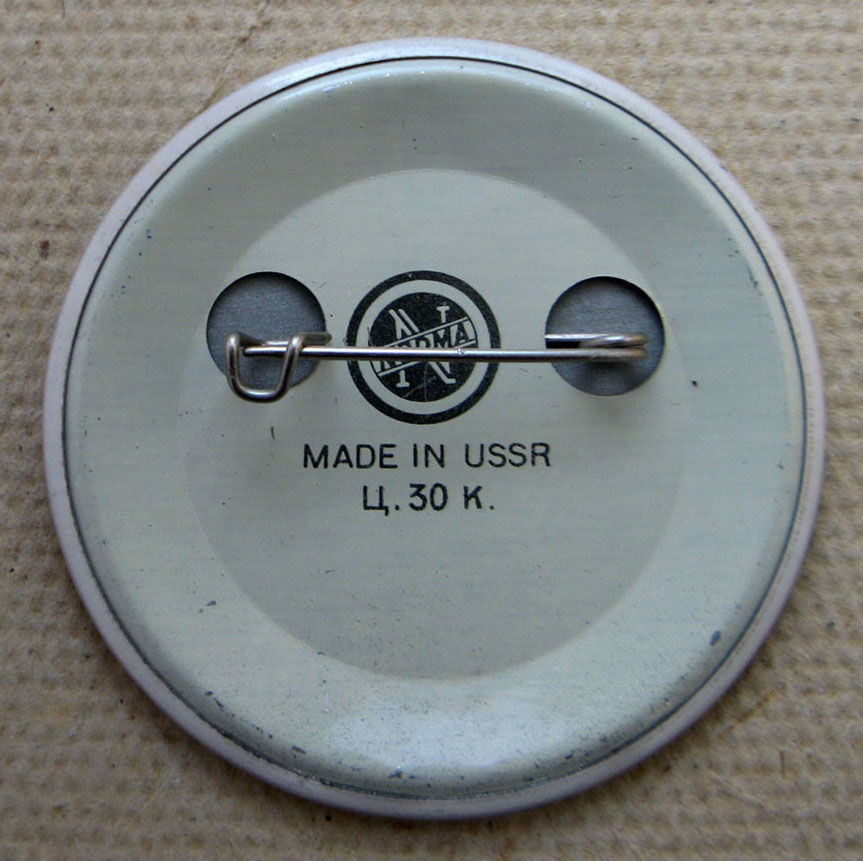 NORMA
MADE IN USSR
Ц. 30 К.